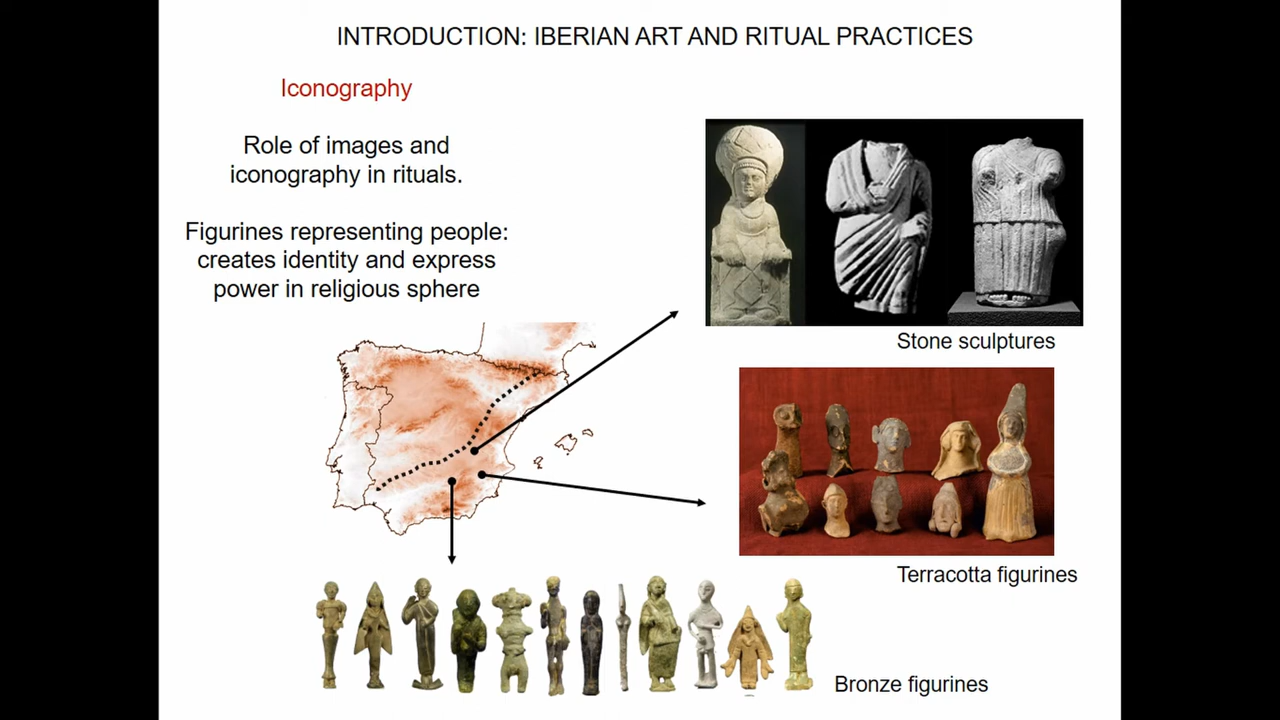 INTRODUCTION: IBERIAN ART AND RITUAL PRACTICES
Iconography
Role of images and
iconography in rituals.
Figurines representing people:
creates identity and express
power in religious sphere
Stone sculptures
Terracotta figurines
Bronze figurines